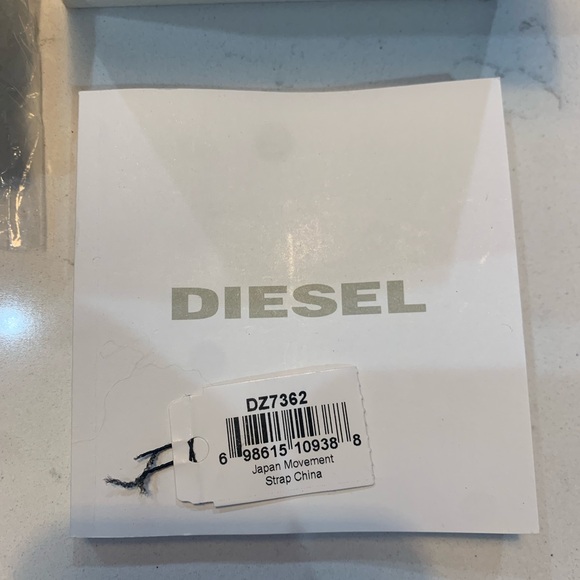 DIESEL
DZ7362
6 98615 10938 8
Japan Movement
Strap China